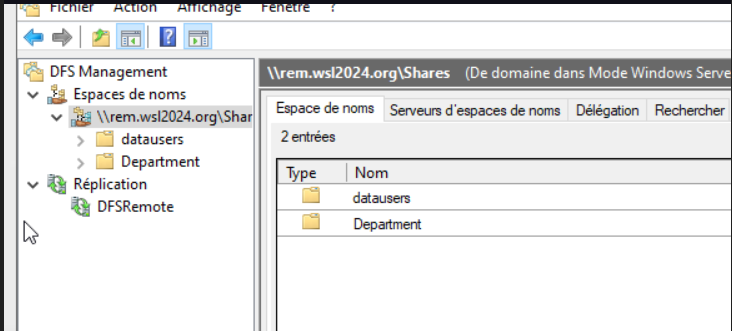 Fichier Action Affichage Fenêtre ?
DFS Management
Espaces de noms
\\rem.wsl2024.org\Shar
datausers
Department
Réplication
DFSRemote
\\rem.wsl2024.org\Shares (De domaine dans Mode Windows Serve
Espace de noms Serveurs d'espaces de noms Délégation Rechercher
2 entrées
Type Nom
datausers
Department